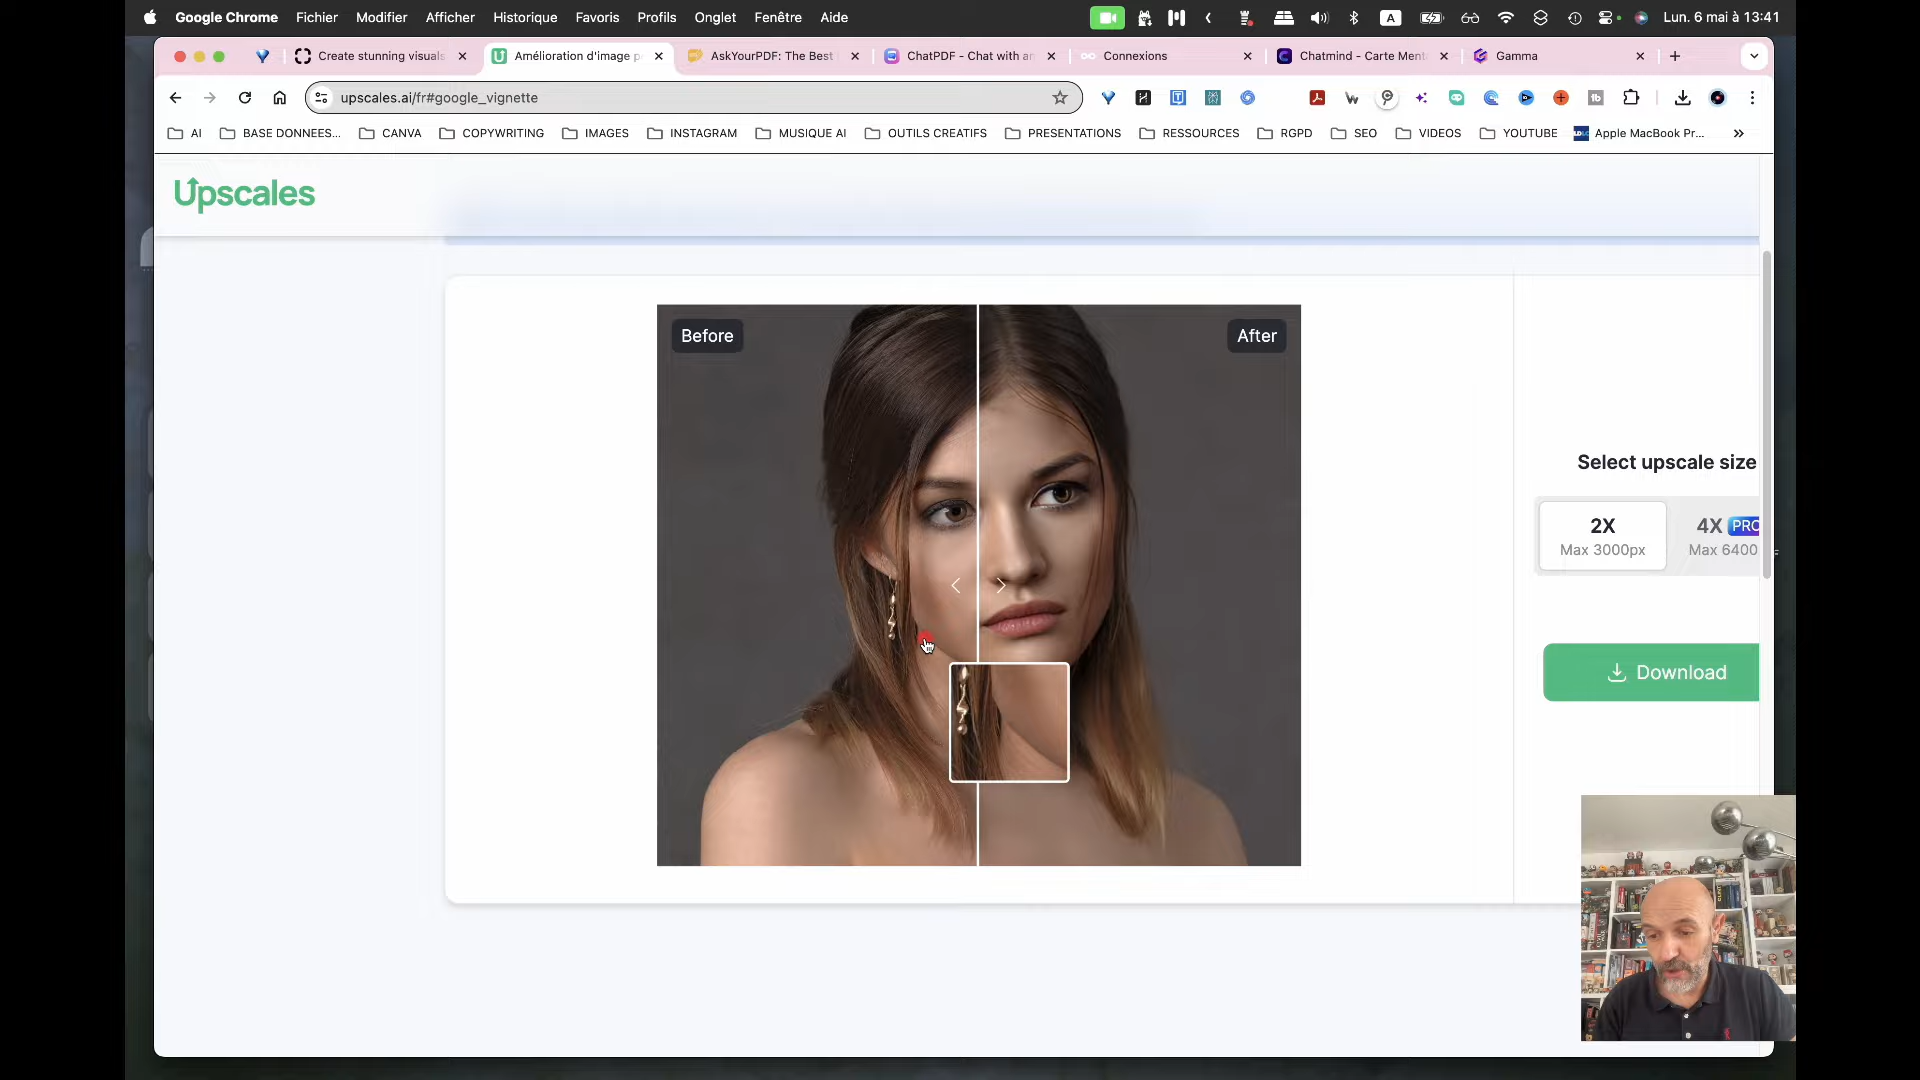 Google Chrome Fichier Modifier Afficher Historique Favoris Profils Onglet Fenêtre Aide A Lun. 6 mai à 13:41
Create stunning visuals Amélioration d'image p AskYourPDF: The Best ChatPDF - Chat with an Connexions Chatmind - Carte Ment Gamma
upscales.ai/fr#google_vignette
AI BASE DONNEES... CANVA COPYWRITING IMAGES INSTAGRAM MUSIQUE AI OUTILS CREATIFS PRESENTATIONS RESSOURCES RGPD SEO VIDEOS YOUTUBE Apple MacBook Pr...
Upscales
Before After
Select upscale size
2X 4X PRO
Max 3000px Max 6400
Download